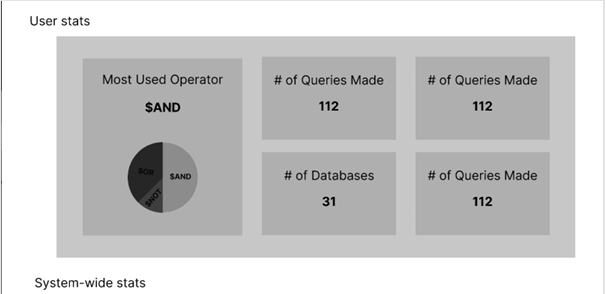 User stats
Most Used Operator
$AND
$OR
$AND
$NOT
# of Queries Made
112
# of Queries Made
112
# of Databases
31
# of Queries Made
112
System-wide stats